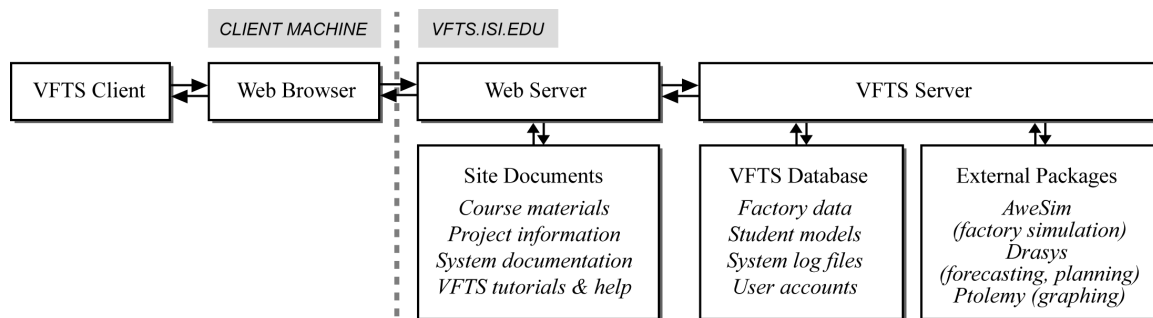 CLIENT MACHINE
VFTS.ISI.EDU
VFTS Client
Web Browser
Web Server
VFTS Server
Site Documents
Course materials
Project information
System documentation
VFTS tutorials & help
VFTS Database
Factory data
Student models
System log files
User accounts
External Packages
AweSim
(factory simulation)
Drasys
(forecasting, planning)
Ptolemy (graphing)